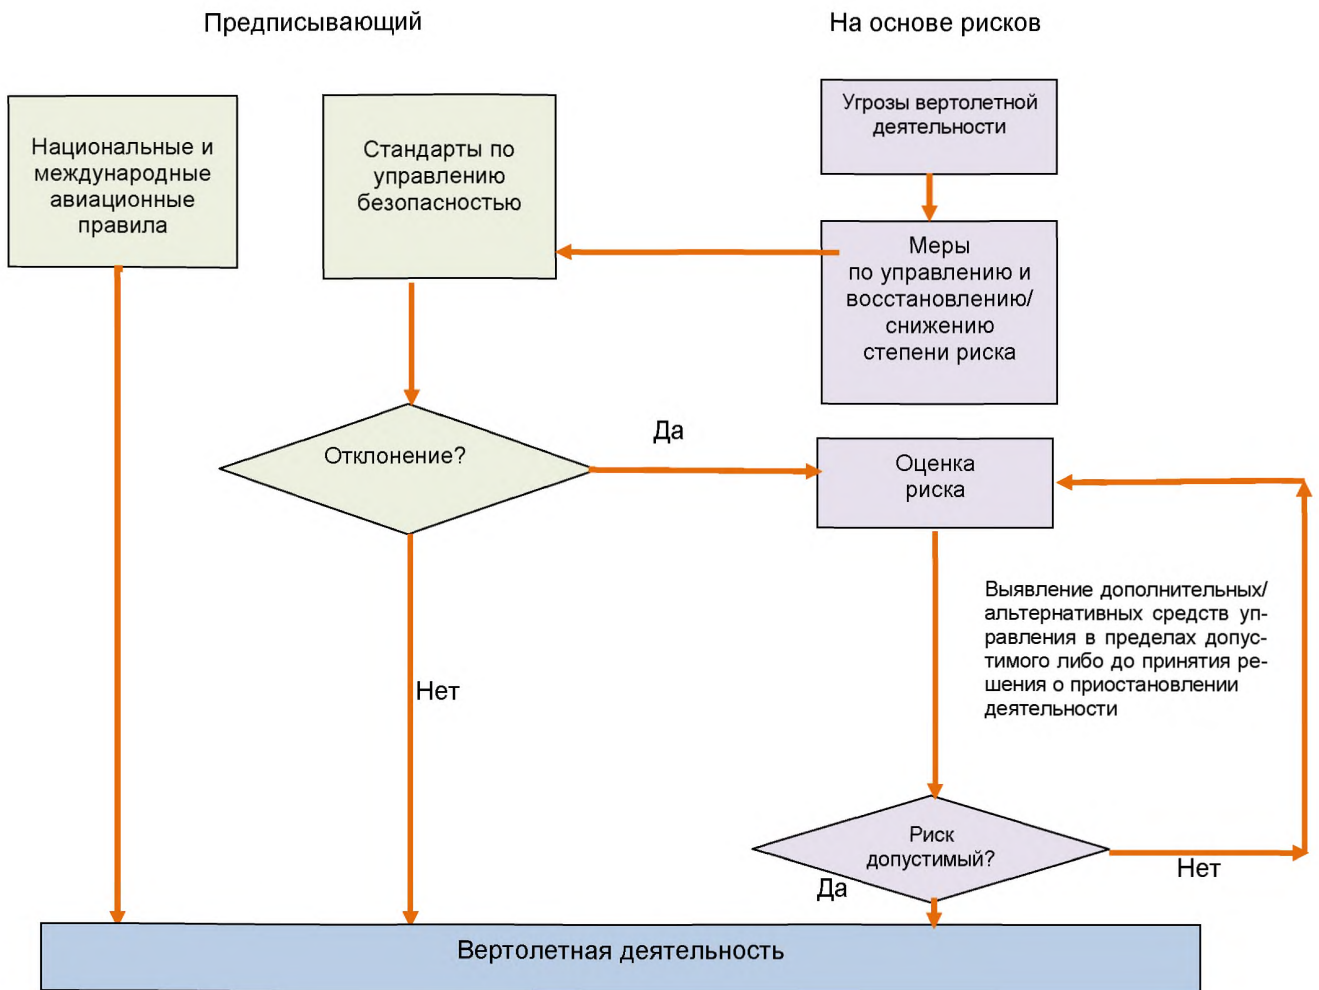 Предписывающий
На основе рисков
Национальные и
международные
авиационные
правила
Стандарты по
управлению
безопасностью
Угрозы вертолетной
деятельности
Меры
по управлению и
восстановлению/
снижению
степени риска
Отклонение?
Да
Оценка
риска
Выявление дополнительных/
альтернативных средств уп-
равления в пределах допус-
тимого либо до принятия ре-
шения о приостановлении
деятельности
Нет
Риск
допустимый?
Нет
Да
Вертолетная деятельность